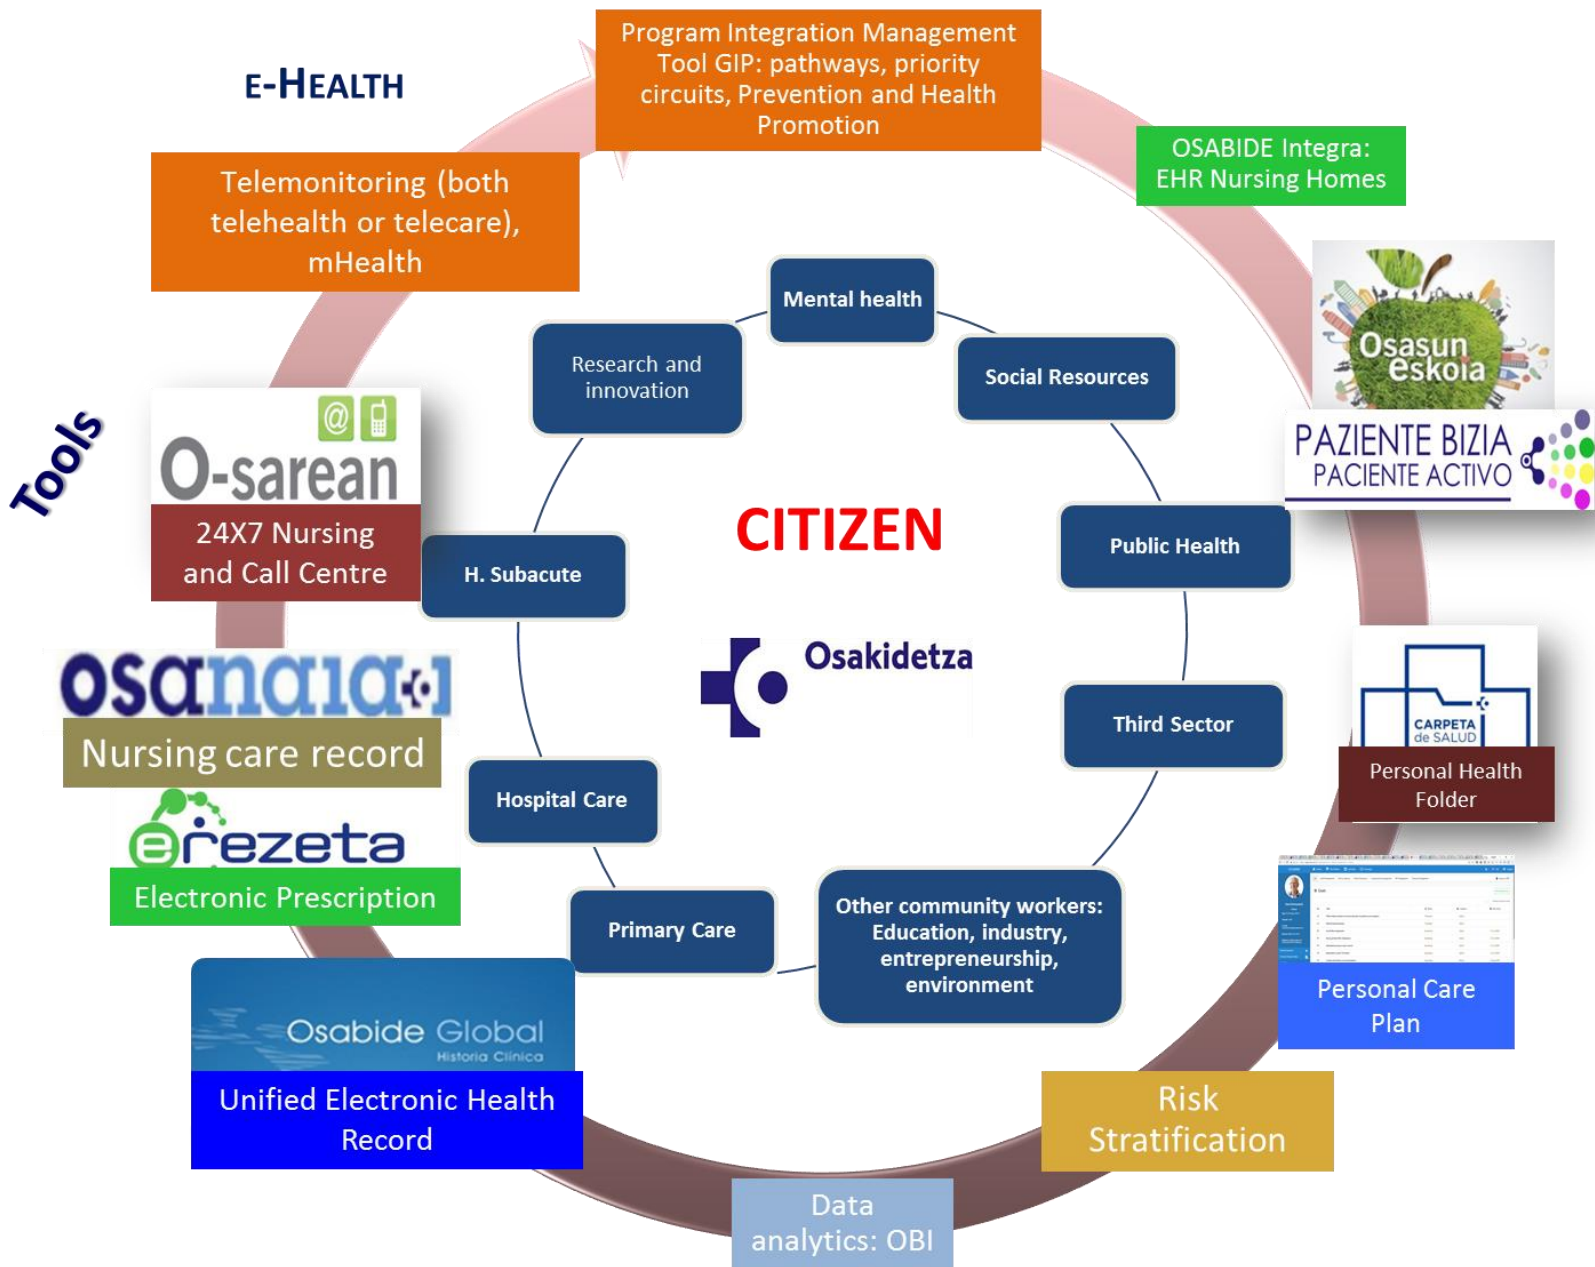 E-HEALTH
Program Integration Management
Tool GIP: pathways, priority
circuits, Prevention and Health
Promotion
OSABIDE Integra:
EHR Nursing Homes
Telemonitoring (both
telehealth or telecare),
mHealth
Tools
Osasun
eskola
PAZIENTE BIZIA
PACIENTE ACTIVO
@
O-sarean
24X7 Nursing
and Call Centre
Mental health
Research and
innovation
Social Resources
CITIZEN
Public Health
H. Subacute
Osakidetza
osanaia
Nursing care record
CARPETA
de SALUD
Personal Health
Folder
Third Sector
Hospital Care
erezeta
Electronic Prescription
Primary Care
Other community workers:
Education, industry,
entrepreneurship,
environment
Personal Care
Plan
Osabide Global
Historia Clínica
Unified Electronic Health
Record
Risk
Stratification
Data
analytics: OBI